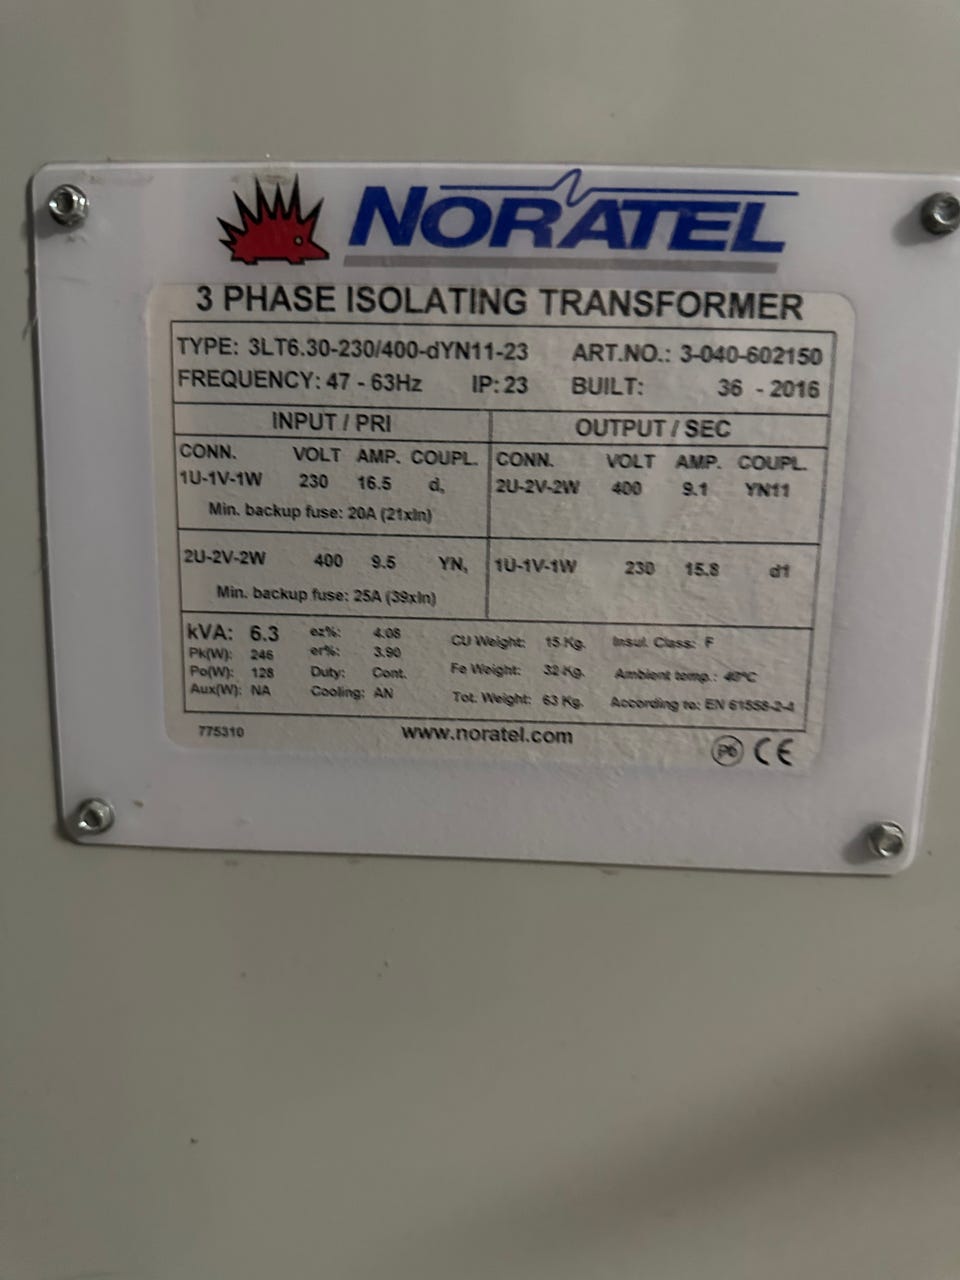 NORATEL
3 PHASE ISOLATING TRANSFORMER
TYPE: 3LT6.30-230/400-dYN11-23 ART.NO.: 3-040-602150
FREQUENCY: 47 - 63Hz IP: 23 BUILT: 36 - 2016
INPUT / PRI OUTPUT / SEC
CONN. VOLT AMP. COUPL. CONN. VOLT AMP. COUPL.
1U-1V-1W 230 16.5 d, 2U-2V-2W 400 9.1 YN11
Min. backup fuse: 20A (21xIn)
2U-2V-2W 400 9.5 YN, 1U-1V-1W 230 15.8 d1
Min. backup fuse: 25A (39xIn)
kVA: 6.3 ez%: 4.08 CU Weight: 15 Kg. Insul. Class: F
Pk(W): 246 er%: 3.90
Po(W): 128 Duty: Cont. Fe Weight: 32 Kg. Ambient temp.: 40°C
Aux(W): NA Cooling: AN Tot. Weight: 63 Kg. According to: EN 61558-2-4
775310 www.noratel.com P6 CE